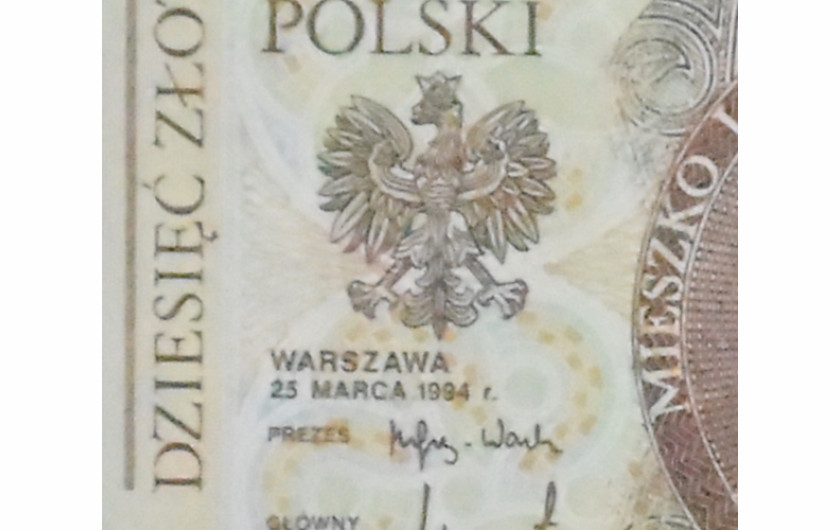 POLSKI
DZIESIĘĆ ZŁO
WARSZAWA
25 MARCA 1994 r.
PREZES
GŁÓWNY
MIESZKO I